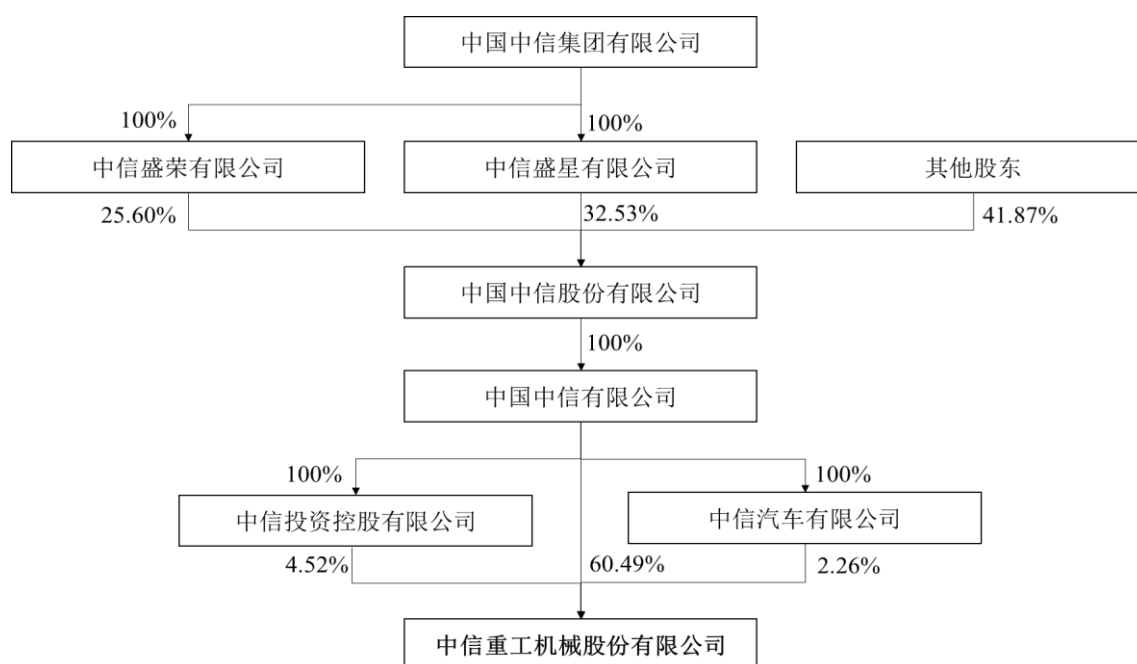 中国中信集团有限公司
100%
100%
中信盛荣有限公司
中信盛星有限公司
其他股东
25.60%
32.53%
41.87%
中国中信股份有限公司
100%
中国中信有限公司
100%
100%
中信投资控股有限公司
中信汽车有限公司
4.52%
60.49%
2.26%
中信重工机械股份有限公司